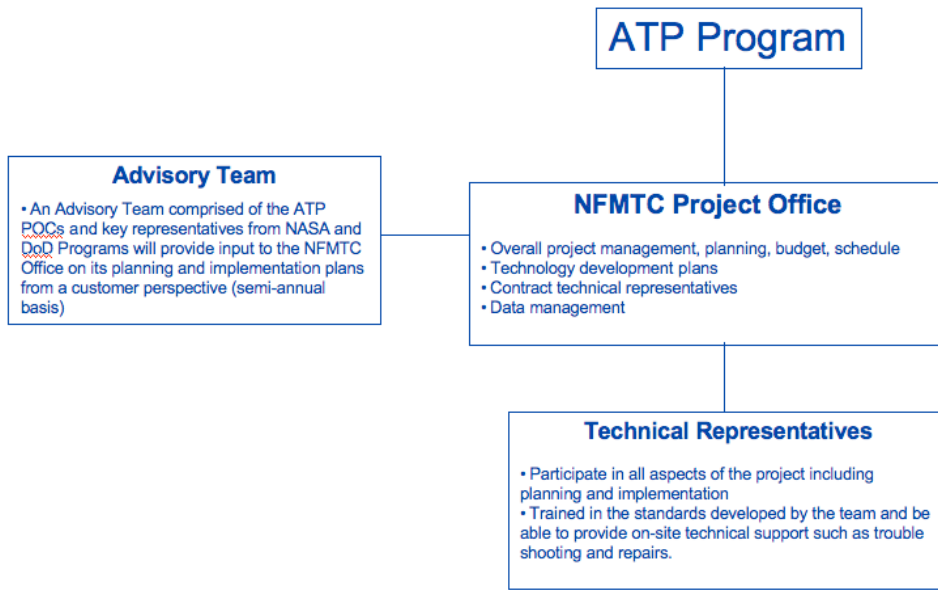 ATP Program
Advisory Team
• An Advisory Team comprised of the ATP
POCs and key representatives from NASA and
DoD Programs will provide input to the NFMTC
Office on its planning and implementation plans
from a customer perspective (semi-annual
basis)
NFMTC Project Office
• Overall project management, planning, budget, schedule
• Technology development plans
• Contract technical representatives
• Data management
Technical Representatives
• Participate in all aspects of the project including
planning and implementation
• Trained in the standards developed by the team and be
able to provide on-site technical support such as trouble
shooting and repairs.